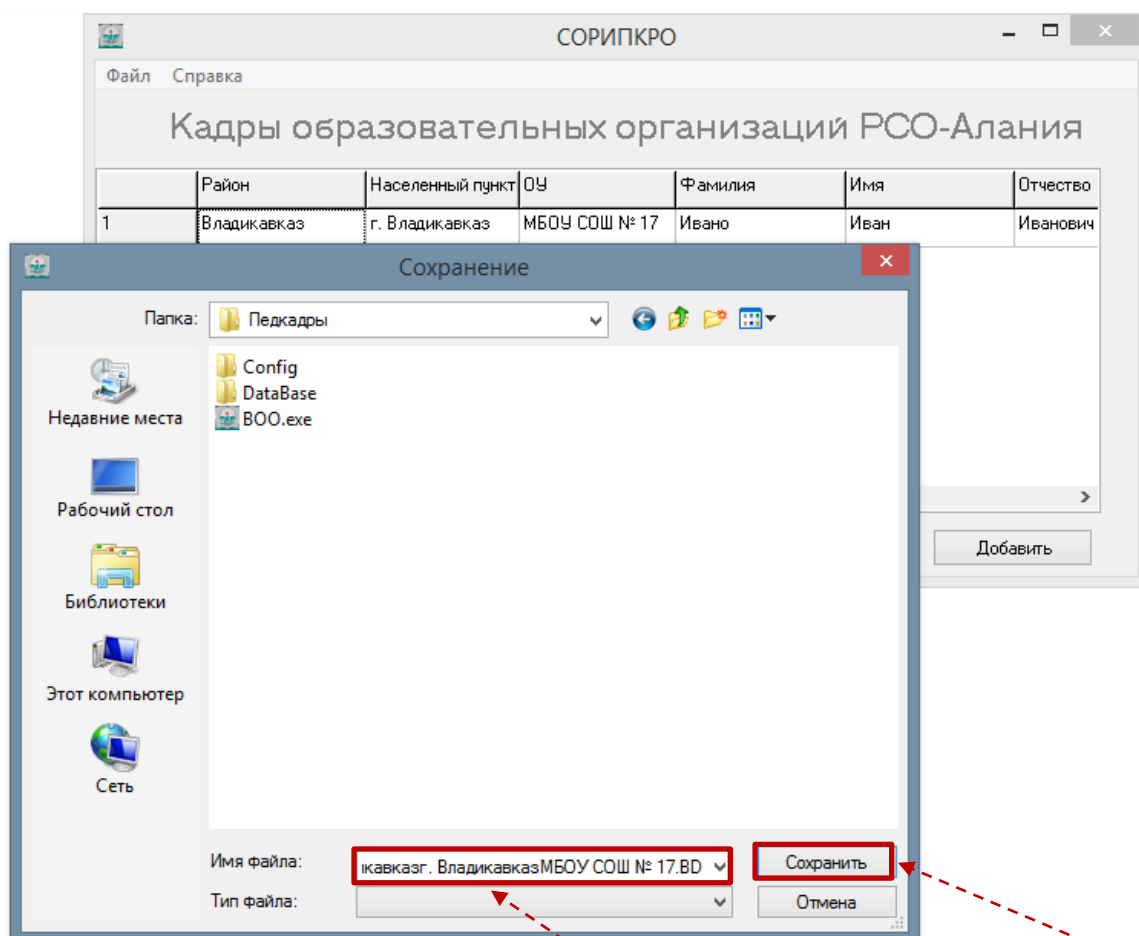 СОРИПКРО
Файл Справка
Кадры образовательных организаций РСО-Алания
Район Населенный пункт ОУ Фамилия Имя Отчество
1 Владикавказ г. Владикавказ МБОУ СОШ № 17 Ивано Иван Иванович
Сохранение
Папка: Педкадры
Config
DataBase
BOO.exe
Недавние места
Рабочий стол
Библиотеки
Этот компьютер
Сеть
Добавить
Имя файла: кавказг. ВладикавказМБОУ СОШ № 17.BD Сохранить
Тип файла: Отмена